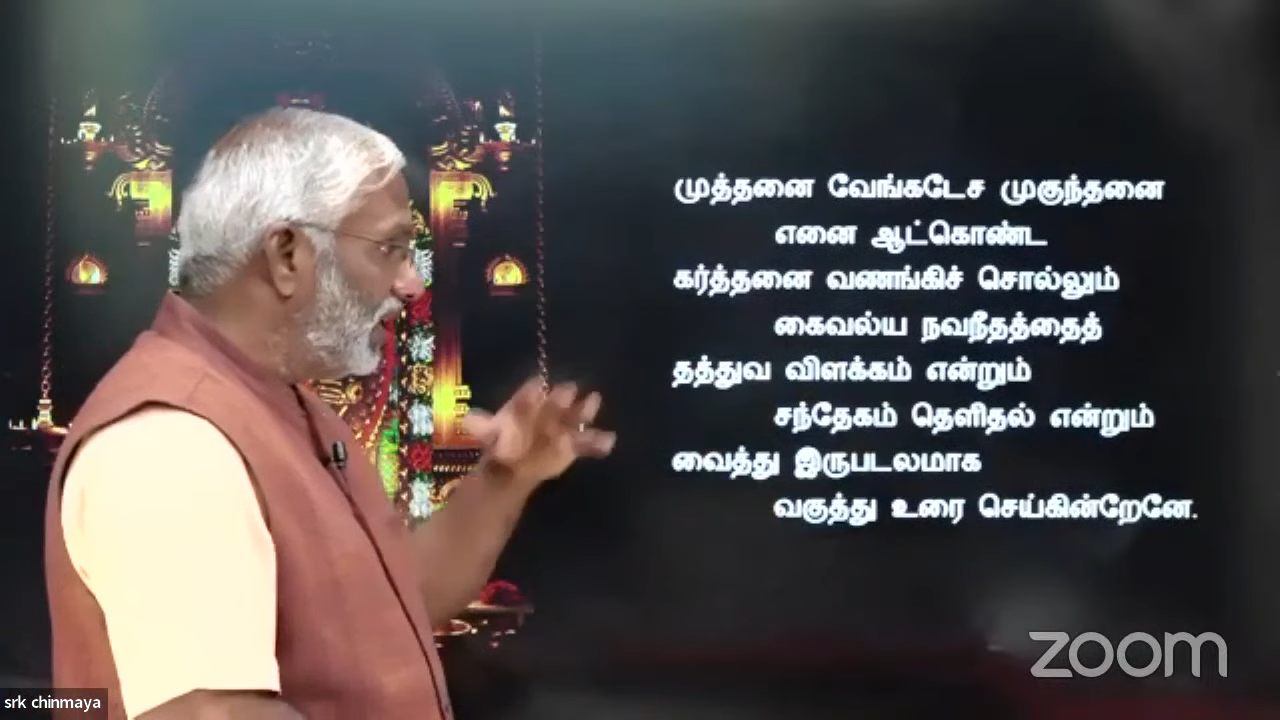 முத்தனை வேங்கடேச முகுந்தனை
எனை ஆட்கொண்ட
கர்த்தனை வணங்கிச் சொல்லும்
கைவல்ய நவநீதத்தைத்
தத்துவ விளக்கம் என்றும்
சந்தேகம் தெளிதல் என்றும்
வைத்து இருபடலமாக
வகுத்து உரை செய்கின்றேனே.
zoom
srk chinmaya